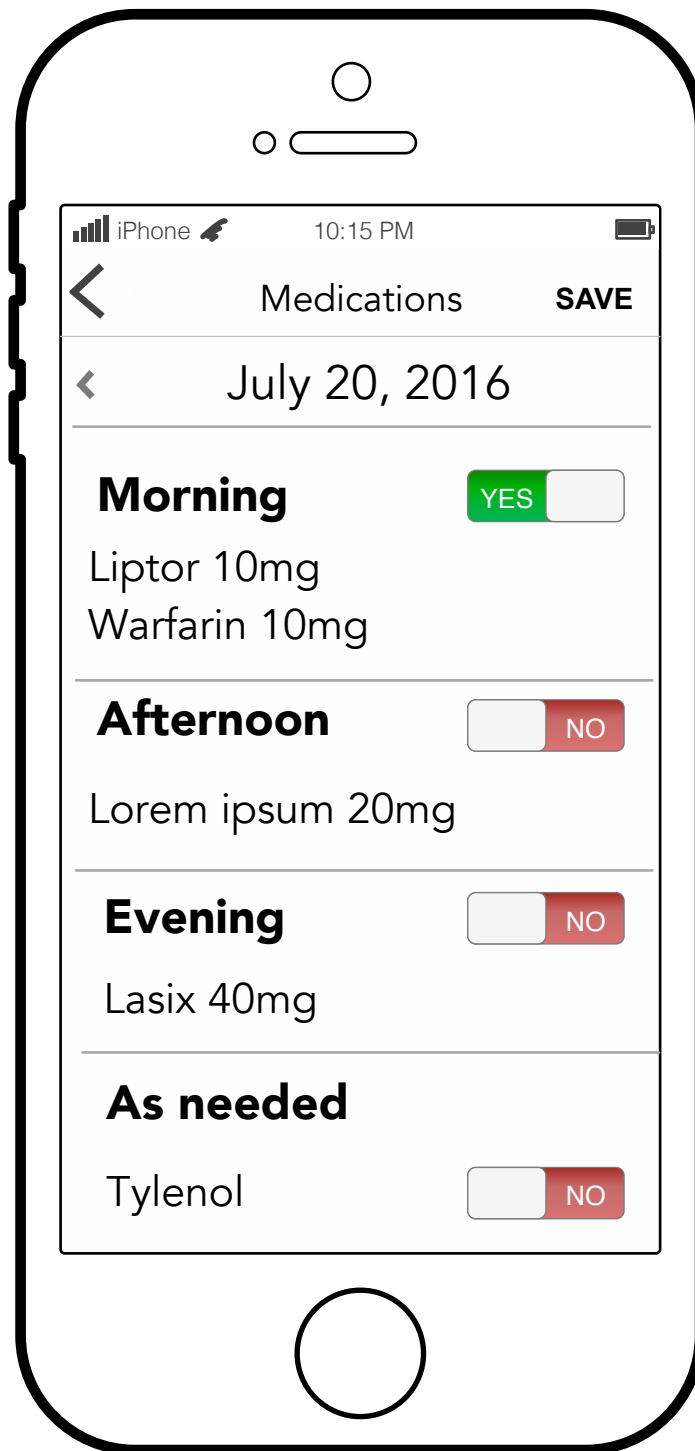 iPhone 10:15 PM
Medications SAVE
July 20, 2016
Morning YES
Liptor 10mg
Warfarin 10mg
Afternoon NO
Lorem ipsum 20mg
Evening NO
Lasix 40mg
As needed
Tylenol NO